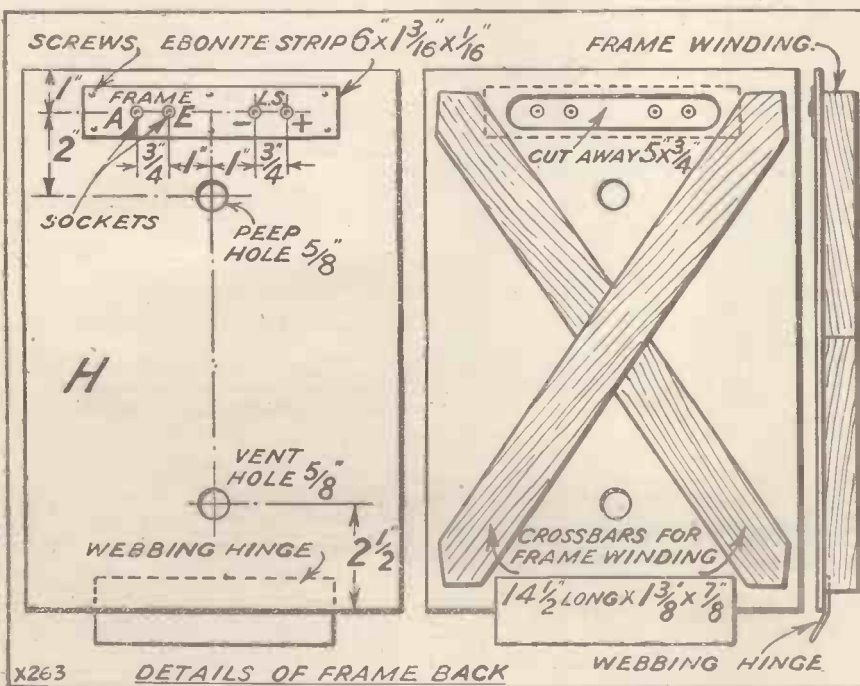 SCREWS, EBONITE STRIP 6"x1 3/16"x1/16"
1"
FRAME
L.S.
A
E
-
+
2"
3/4"
1"
1"
3/4"
SOCKETS
PEEP
HOLE 5/8"
H
VENT
HOLE 5/8"
WEBBING HINGE
2 1/2"
FRAME WINDING.
CUT AWAY 5"x3/4"
CROSSBARS FOR
FRAME WINDING
14 1/2" LONG x 1 3/8" x 7/8"
WEBBING HINGE
X263
DETAILS OF FRAME BACK